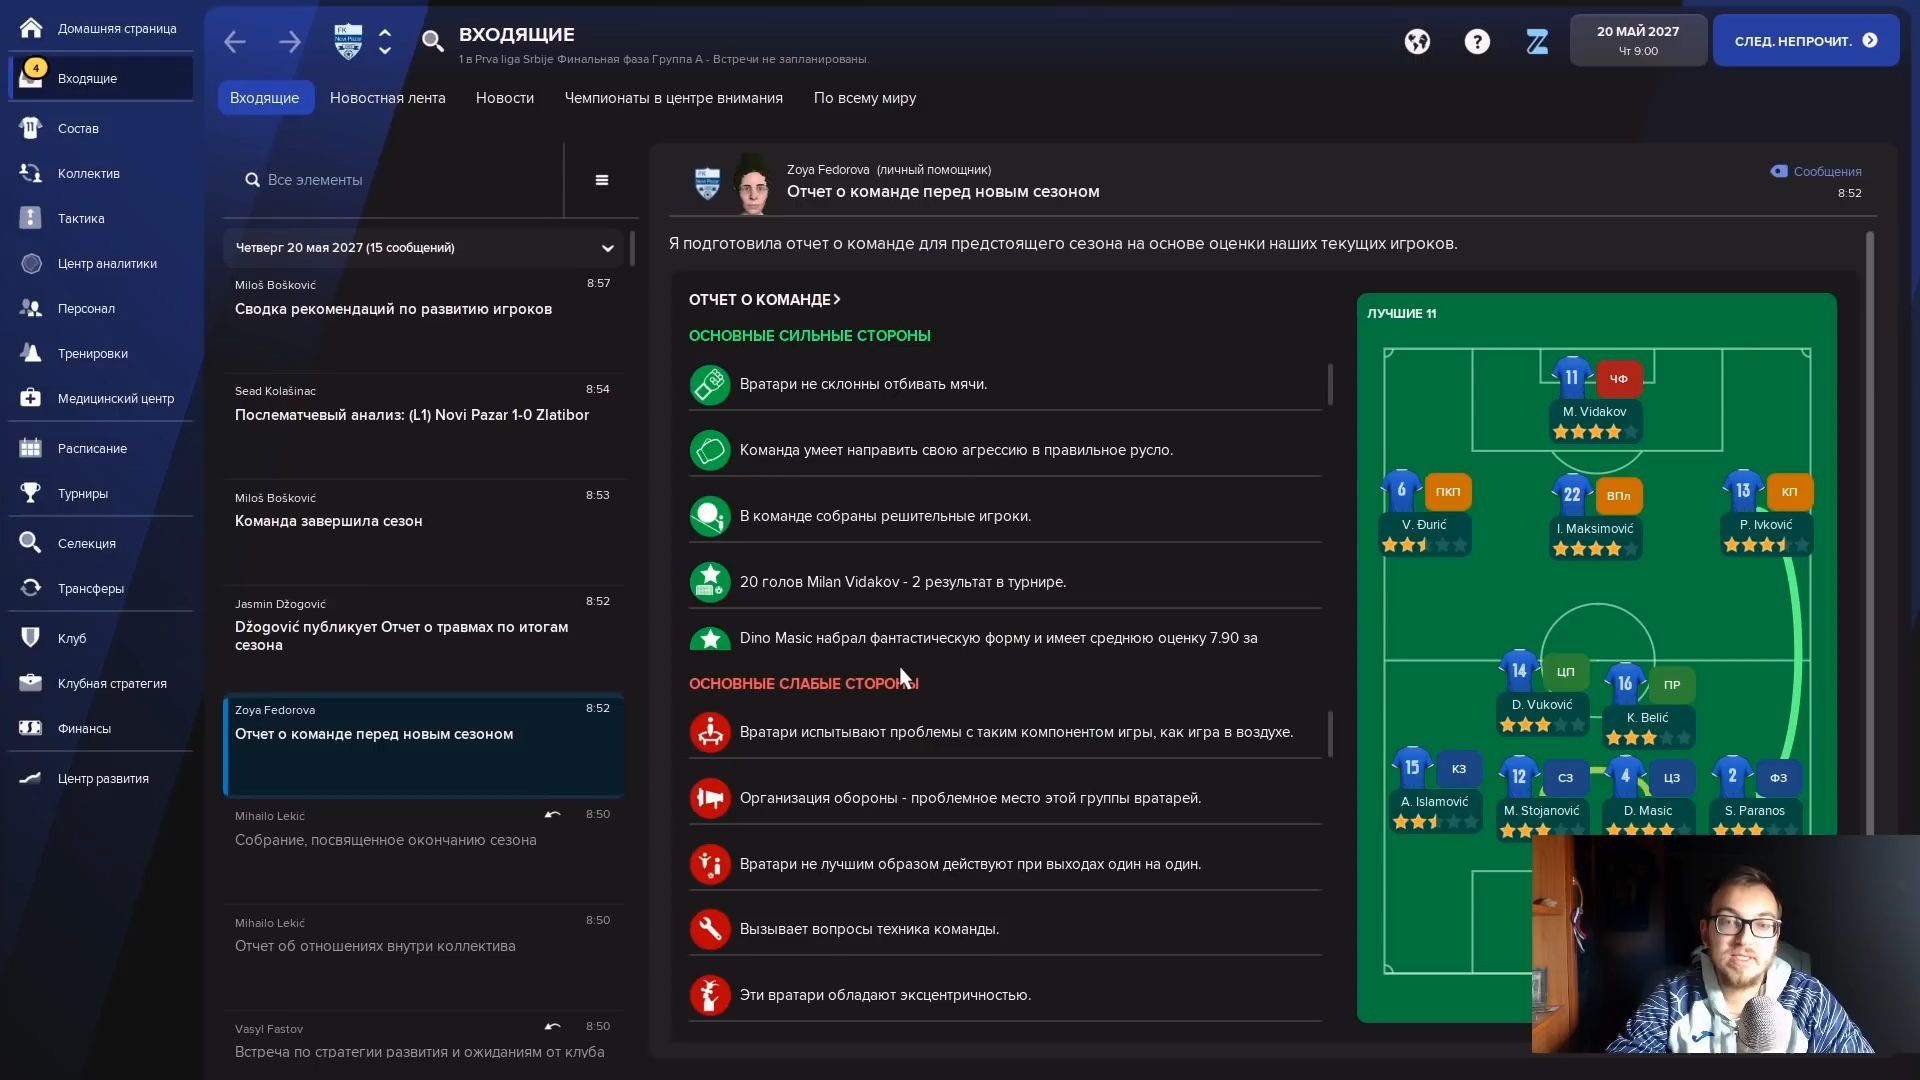 Домашняя страница
4
Входящие
Состав
Коллектив
Тактика
Центр аналитики
Персонал
Тренировки
Медицинский центр
Расписание
Турниры
Селекция
Трансферы
Клуб
Клубная стратегия
Финансы
Центр развития
FK
Novi Pazar
ВХОДЯЩИЕ
1 в Prva liga Srbije Финальная фаза Группа A - Встречи не запланированы.
?
20 МАЙ 2027
Чт 9:00
СЛЕД. НЕПРОЧИТ.
Входящие
Новостная лента
Новости
Чемпионаты в центре внимания
По всему миру
Все элементы
Четверг 20 мая 2027 (15 сообщений)
Miloš Bošković
8:57
Сводка рекомендаций по развитию игроков
Sead Kolašinac
8:54
Послематчевый анализ: (L1) Novi Pazar 1-0 Zlatibor
Miloš Bošković
8:53
Команда завершила сезон
Jasmin Džogović
8:52
Džogović публикует Отчет о травмах по итогам
сезона
Zoya Fedorova
8:52
Отчет о команде перед новым сезоном
Mihailo Lekić
8:50
Собрание, посвященное окончанию сезона
Mihailo Lekić
8:50
Отчет об отношениях внутри коллектива
Vasyl Fastov
8:50
Встреча по стратегии развития и ожиданиям от клуба
Zoya Fedorova (личный помощник)
Отчет о команде перед новым сезоном
Сообщения
8:52
Я подготовила отчет о команде для предстоящего сезона на основе оценки наших текущих игроков.
ОТЧЕТ О КОМАНДЕ
ОСНОВНЫЕ СИЛЬНЫЕ СТОРОНЫ
Вратари не склонны отбивать мячи.
Команда умеет направить свою агрессию в правильное русло.
В команде собраны решительные игроки.
20 голов Milan Vidakov - 2 результат в турнире.
Dino Masic набрал фантастическую форму и имеет среднюю оценку 7.90 за
ОСНОВНЫЕ СЛАБЫЕ СТОРОНЫ
Вратари испытывают проблемы с таким компонентом игры, как игра в воздухе.
Организация обороны - проблемное место этой группы вратарей.
Вратари не лучшим образом действуют при выходах один на один.
Вызывает вопросы техника команды.
Эти вратари обладают эксцентричностью.
ЛУЧШИЕ 11
11 ЧФ
M. Vidakov
6 ПКП
V. Đurić
22 ВПл
I. Maksimović
13 КП
P. Ivković
14 ЦП
D. Vuković
16 ПР
K. Belić
15 КЗ
A. Islamović
12 СЗ
M. Stojanović
4 ЦЗ
D. Masic
2 ФЗ
S. Paranos